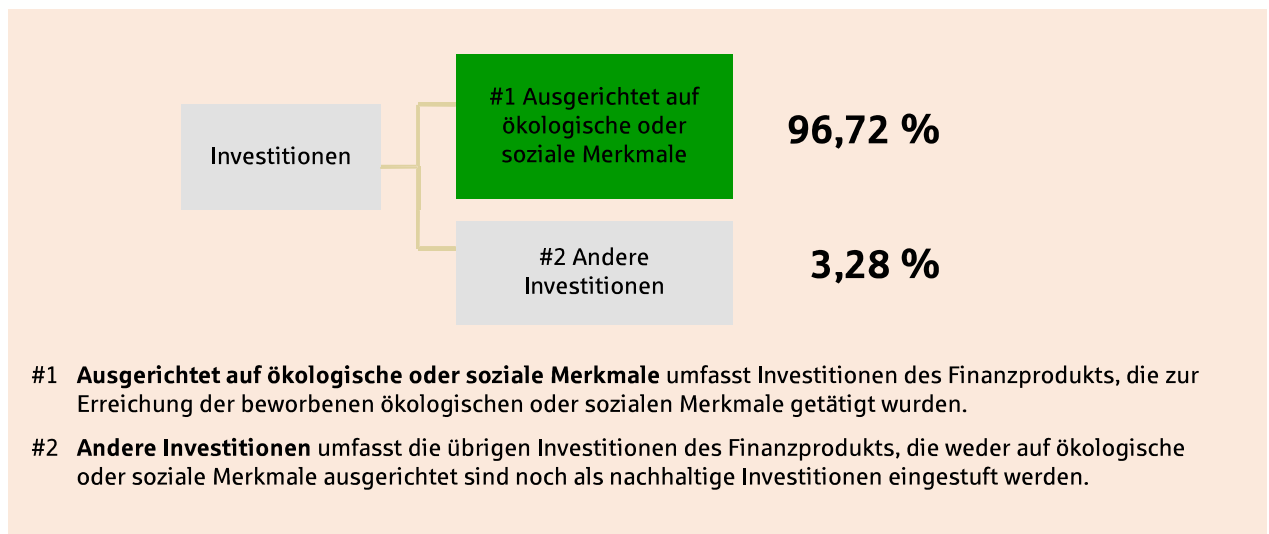 Investitionen
#1 Ausgerichtet auf
ökologische oder
soziale Merkmale
96,72 %
#2 Andere
Investitionen
3,28 %
#1 Ausgerichtet auf ökologische oder soziale Merkmale umfasst Investitionen des Finanzprodukts, die zur
Erreichung der beworbenen ökologischen oder sozialen Merkmale getätigt wurden.
#2 Andere Investitionen umfasst die übrigen Investitionen des Finanzprodukts, die weder auf ökologische
oder soziale Merkmale ausgerichtet sind noch als nachhaltige Investitionen eingestuft werden.